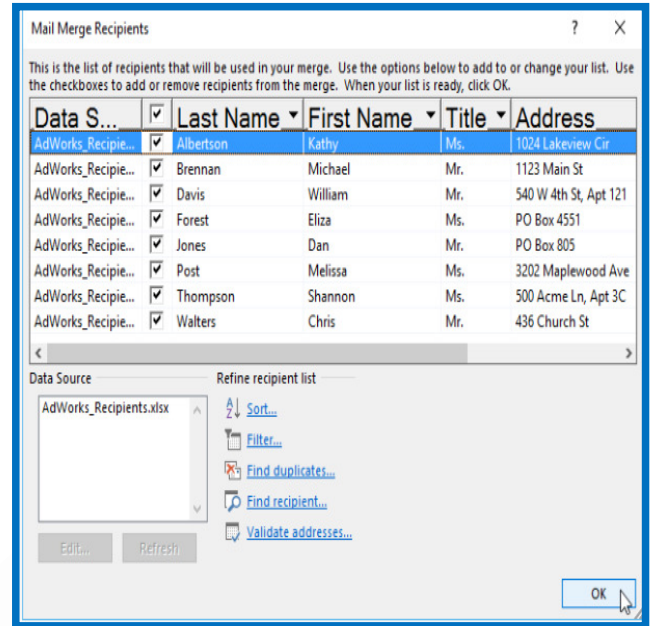 Mail Merge Recipients ? X
This is the list of recipients that will be used in your merge. Use the options below to add to or change your list. Use
the checkboxes to add or remove recipients from the merge. When your list is ready, click OK.
Data S... Last Name First Name Title Address
AdWorks_Recipie... Albertson Kathy Ms. 1024 Lakeview Cir
AdWorks_Recipie... Brennan Michael Mr. 1123 Main St
AdWorks_Recipie... Davis William Mr. 540 W 4th St, Apt 121
AdWorks_Recipie... Forest Eliza Ms. PO Box 4551
AdWorks_Recipie... Jones Dan Mr. PO Box 805
AdWorks_Recipie... Post Melissa Ms. 3202 Maplewood Ave
AdWorks_Recipie... Thompson Shannon Ms. 500 Acme Ln, Apt 3C
AdWorks_Recipie... Walters Chris Mr. 436 Church St
Data Source Refine recipient list
AdWorks_Recipients.xlsx
Sort...
Filter...
Find duplicates...
Find recipient...
Validate addresses...
Edit... Refresh
OK